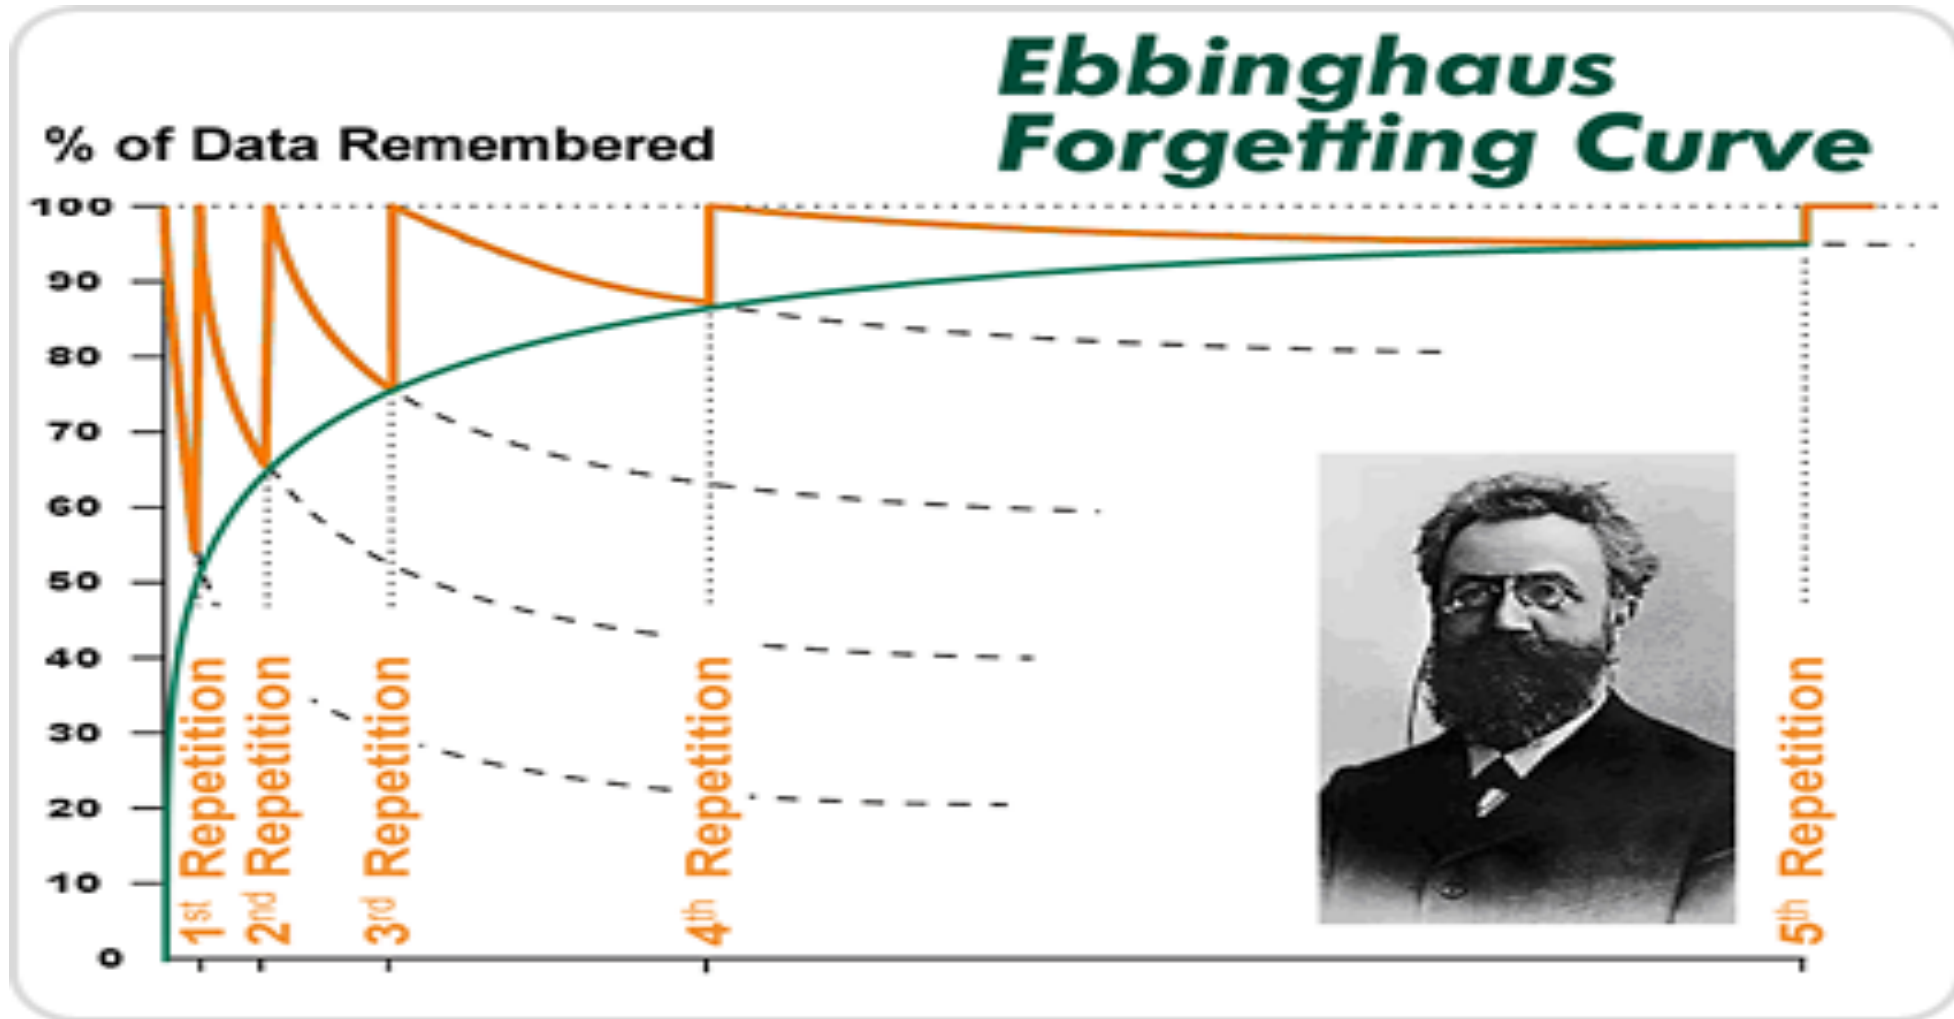 Ebbinghaus
Forgetting Curve
% of Data Remembered
100
90
80
70
60
50
40
30
20
10
0
1st Repetition
2nd Repetition
3rd Repetition
4th Repetition
5th Repetition